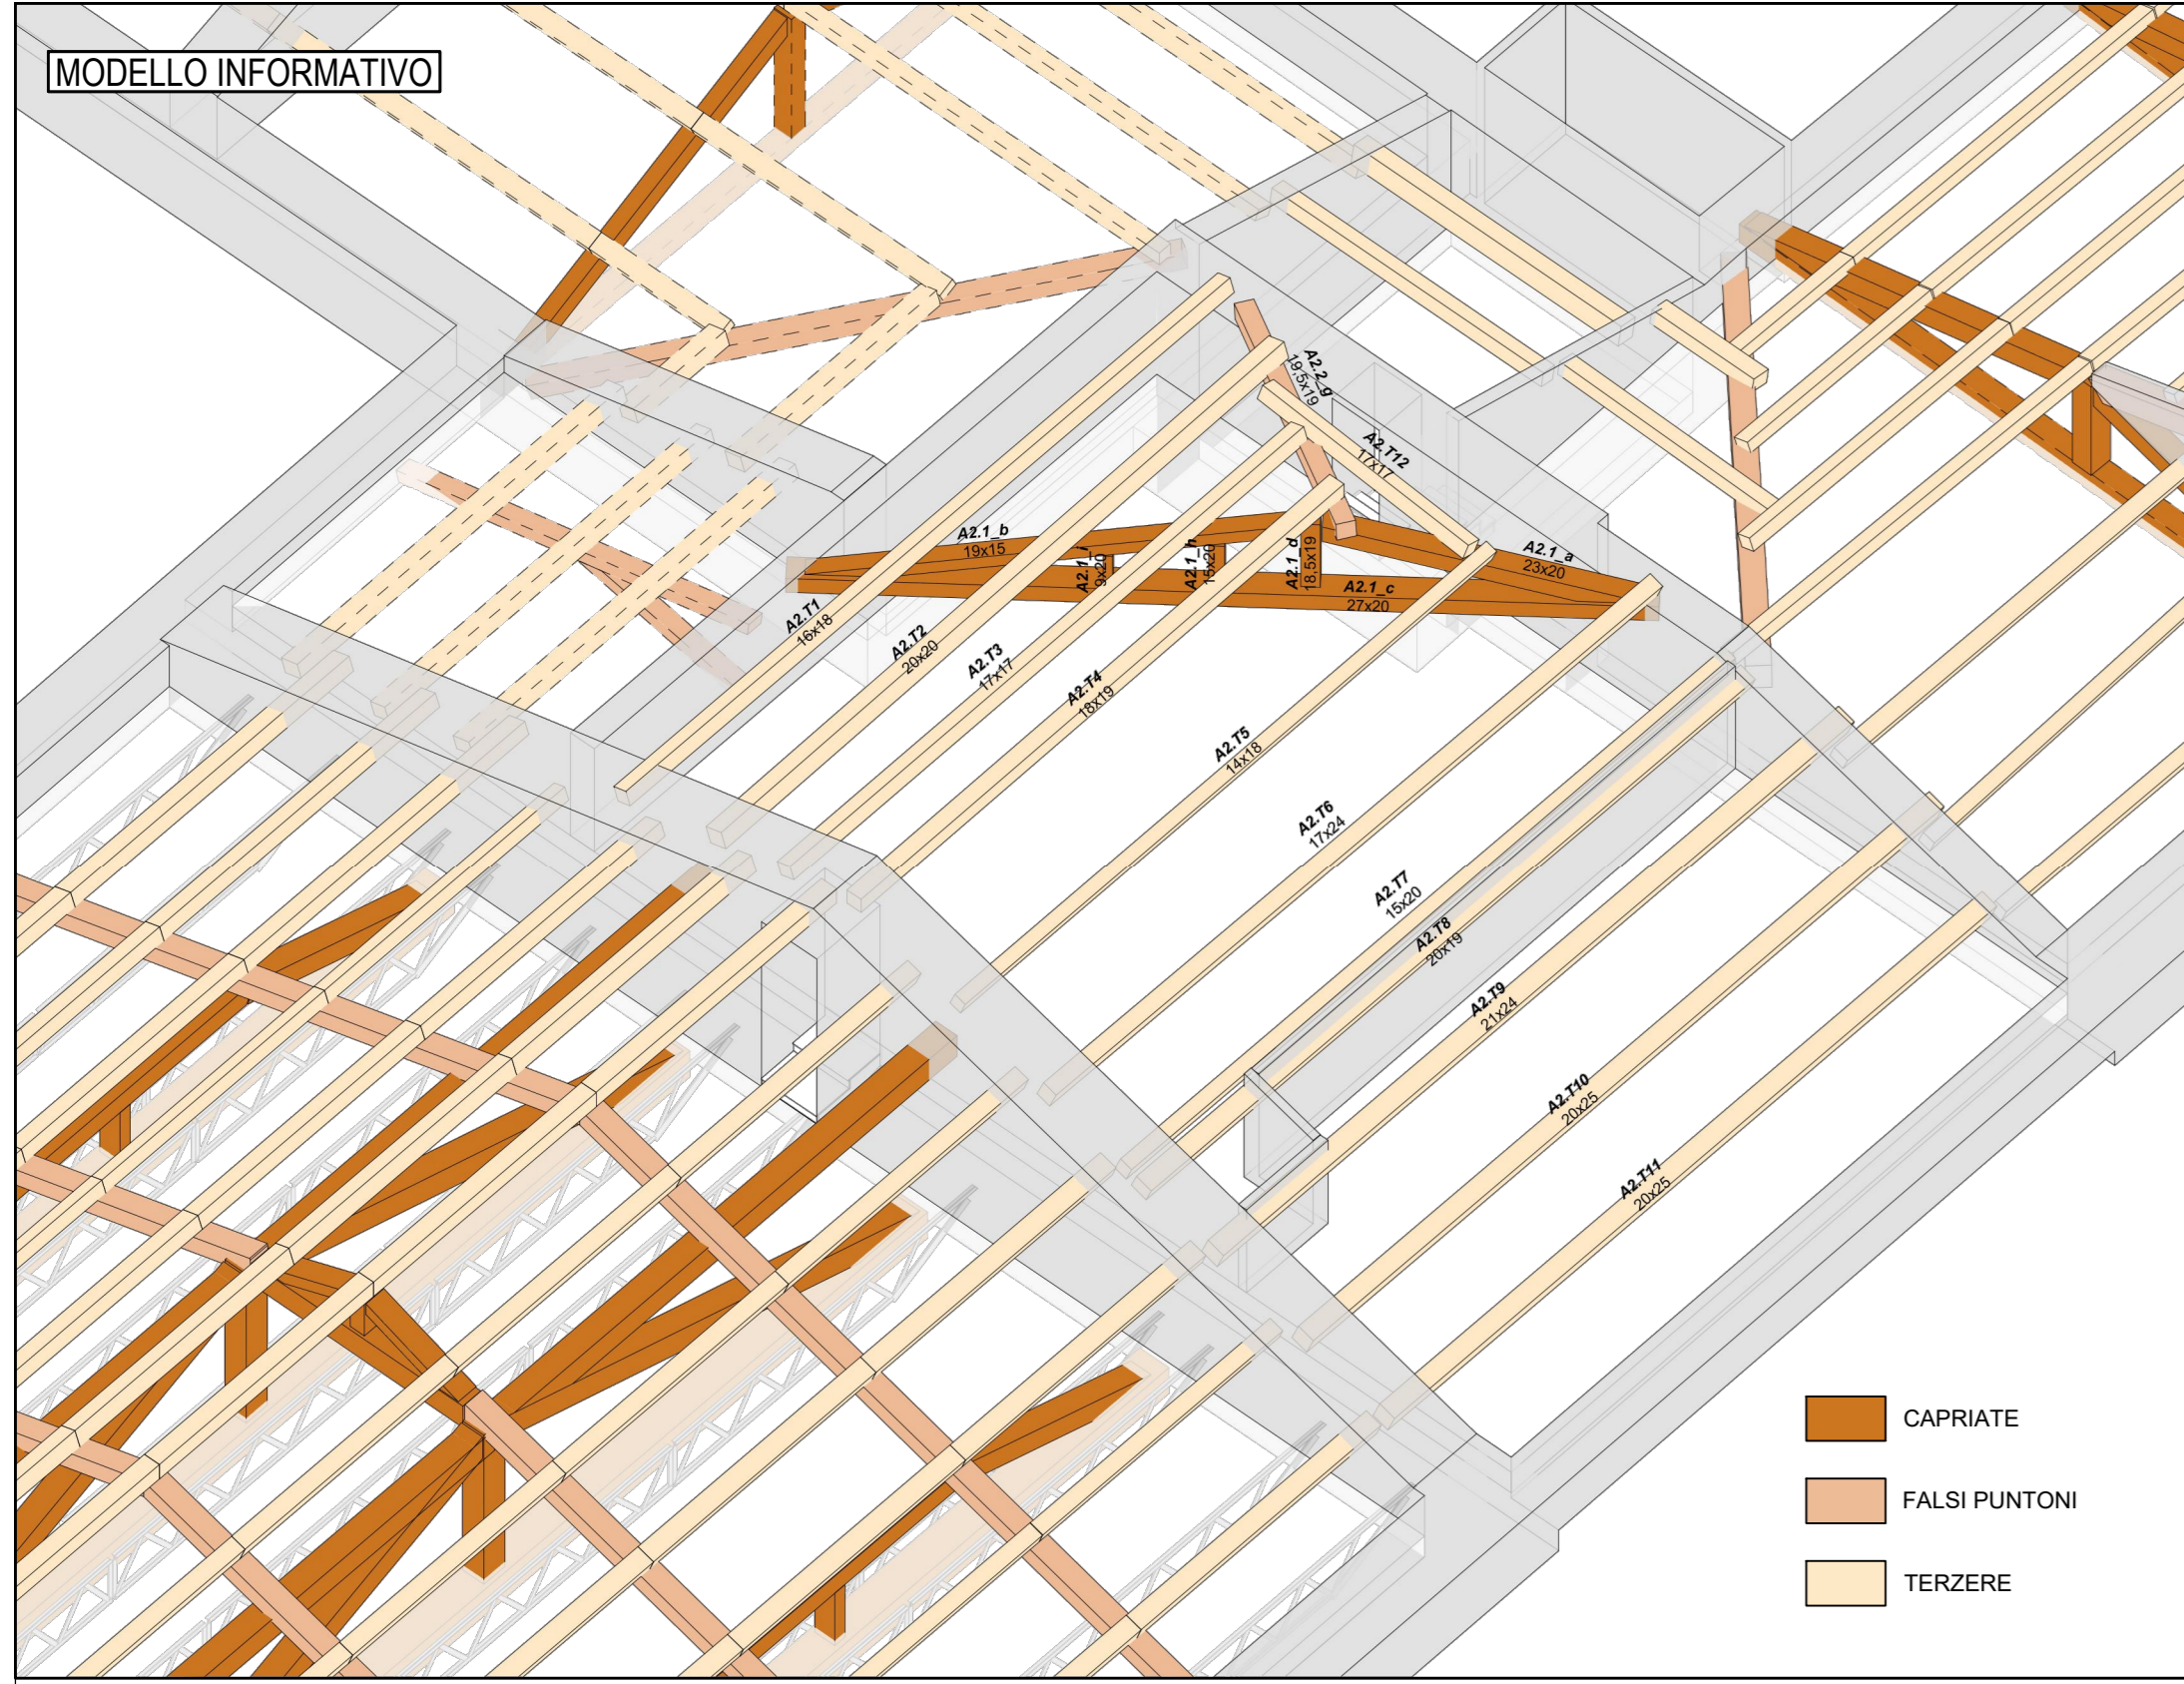 MODELLO INFORMATIVO
A2.2_g
19,5x19
A2.T12
17x17
A2.1_b
19x15
A2.1_i
9x20
A2.1_h
15x20
A2.1_d
18,5x19
A2.1_a
23x20
A2.1_c
27x20
A2.T1
16x18
A2.T2
20x20
A2.T3
17x17
A2.T4
18x19
A2.T5
14x18
A2.T6
17x24
A2.T7
15x20
A2.T8
20x19
A2.T9
21x24
A2.T10
20x25
A2.T11
20x25
CAPRIATE
FALSI PUNTONI
TERZERE